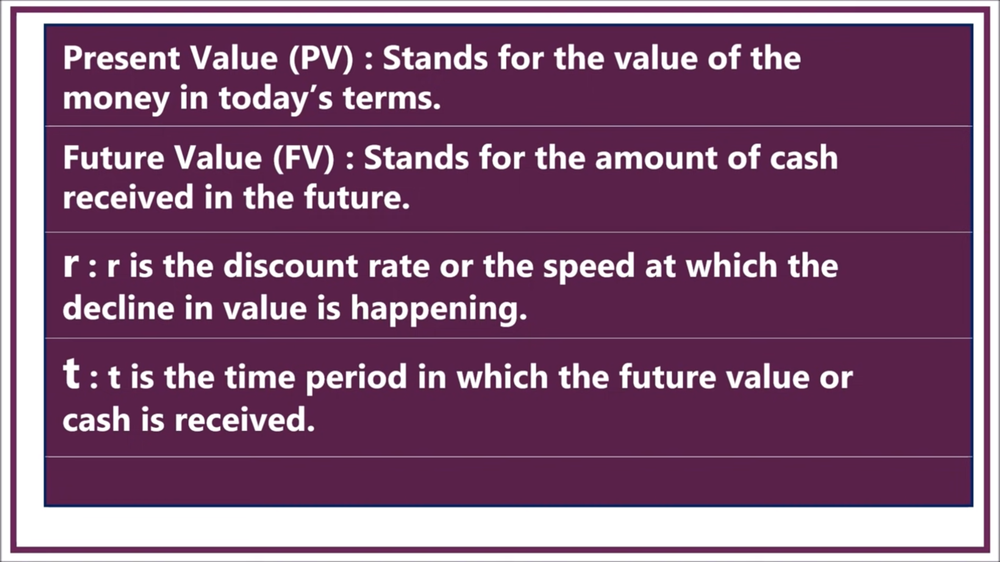 Present Value (PV) : Stands for the value of the
money in today’s terms.
Future Value (FV) : Stands for the amount of cash
received in the future.
r : r is the discount rate or the speed at which the
decline in value is happening.
t : t is the time period in which the future value or
cash is received.